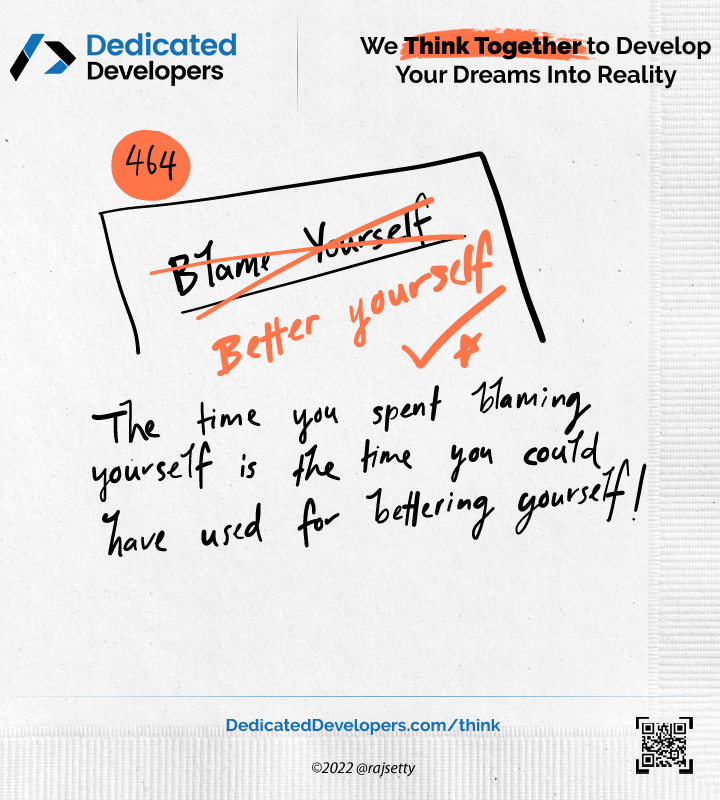 Dedicated
Developers
We Think Together to Develop
Your Dreams Into Reality
464
Blame Yourself
Better yourself
The time you spent blaming
yourself is the time you could
have used for bettering yourself!
DedicatedDevelopers.com/think
©2022 @rajsetty